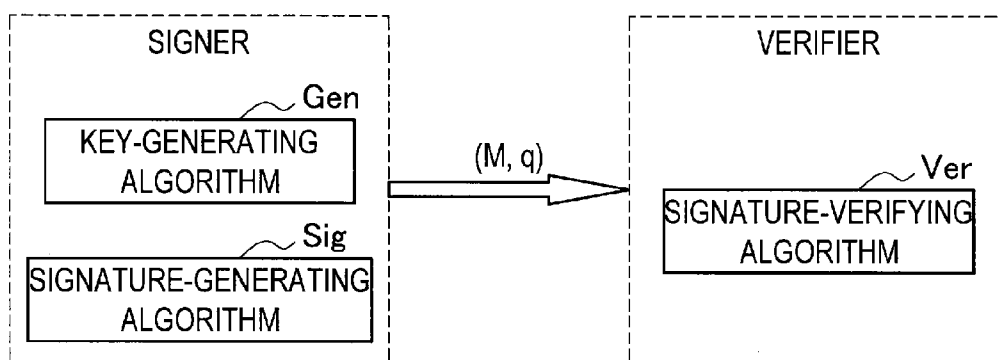 SIGNER
Gen
KEY-GENERATING
ALGORITHM
Sig
SIGNATURE-GENERATING
ALGORITHM
(M, q)
VERIFIER
Ver
SIGNATURE-VERIFYING
ALGORITHM